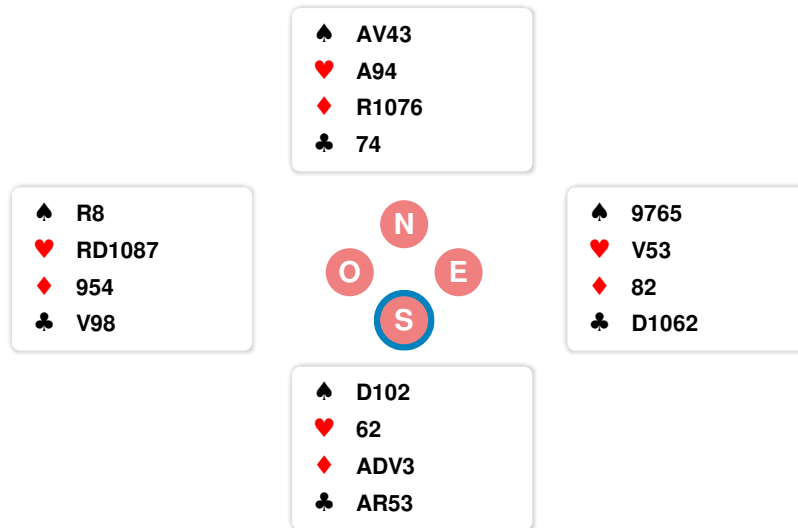 ♠ AV43
♥ A94
♦ R1076
♣ 74
♠ R8
♥ RD1087
♦ 954
♣ V98
N
O E
S
♠ 9765
♥ V53
♦ 82
♣ D1062
♠ D102
♥ 62
♦ ADV3
♣ AR53